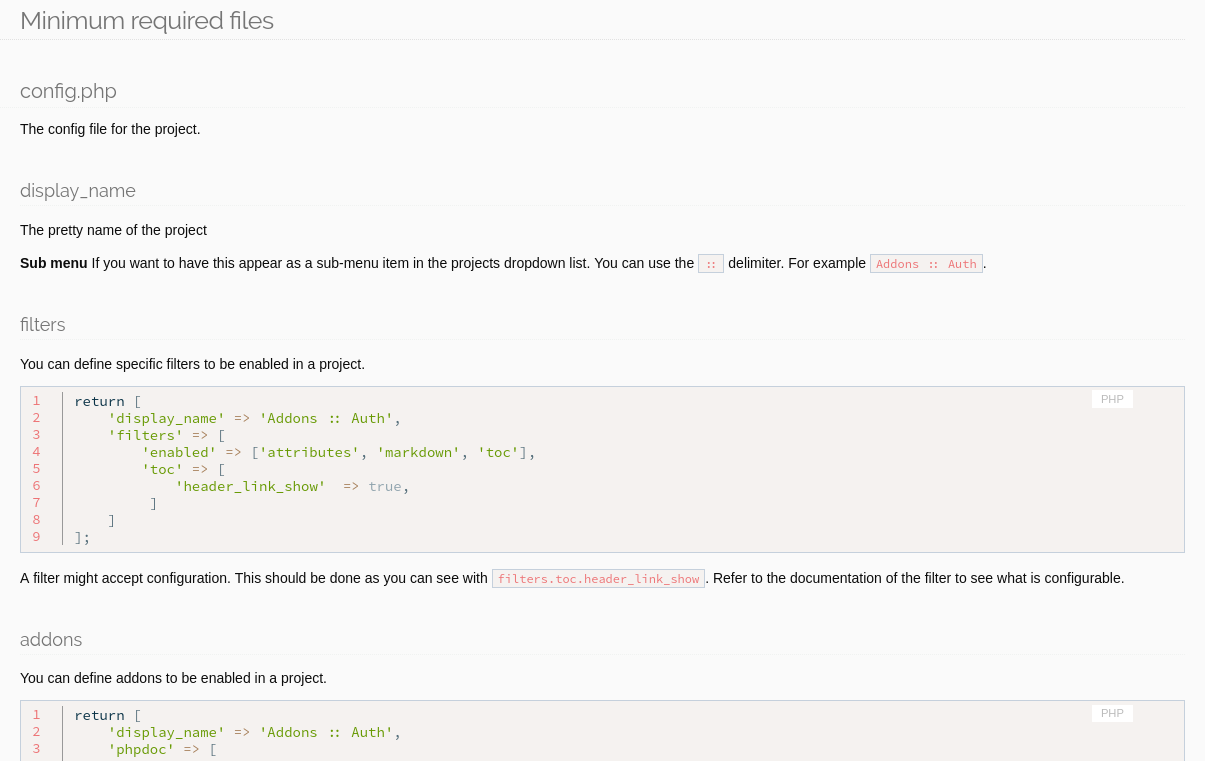 Minimum required files
config.php
The config file for the project.
display_name
The pretty name of the project
Sub menu If you want to have this appear as a sub-menu item in the projects dropdown list. You can use the :: delimiter. For example Addons :: Auth.
filters
You can define specific filters to be enabled in a project.
PHP
1 return [
2     'display_name' => 'Addons :: Auth',
3     'filters' => [
4         'enabled' => ['attributes', 'markdown', 'toc'],
5         'toc' => [
6             'header_link_show'  => true,
7          ]
8     ]
9 ];
A filter might accept configuration. This should be done as you can see with filters.toc.header_link_show. Refer to the documentation of the filter to see what is configurable.
addons
You can define addons to be enabled in a project.
PHP
1 return [
2     'display_name' => 'Addons :: Auth',
3     'phpdoc' => [